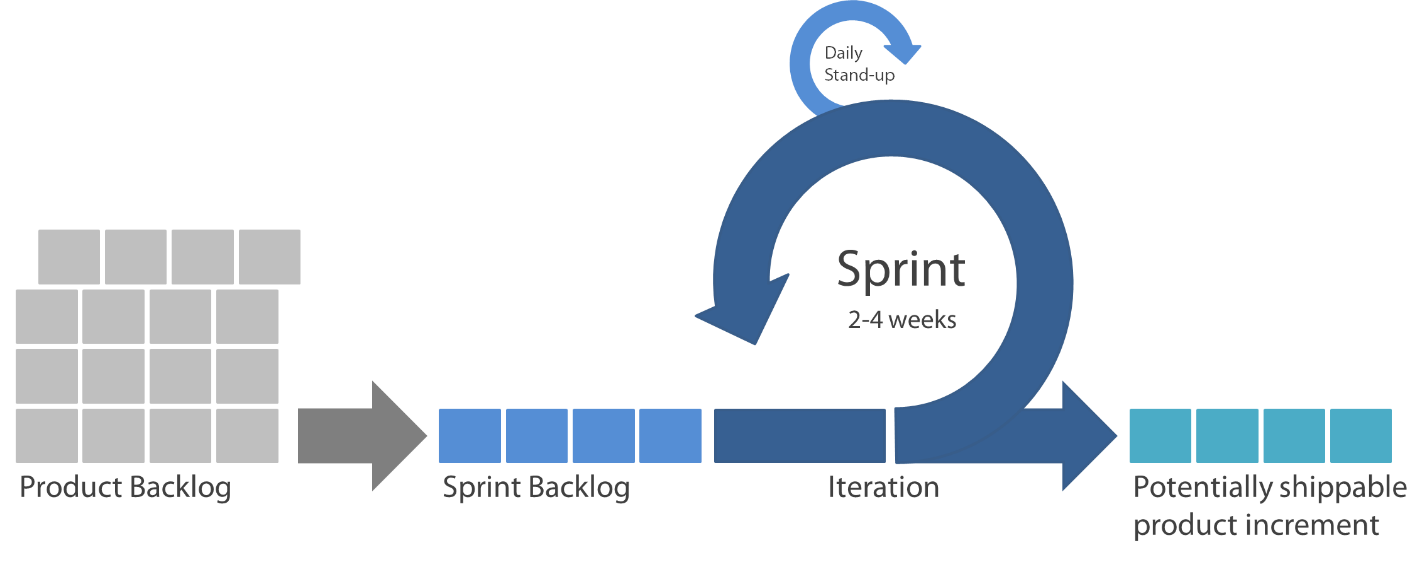 Daily
Stand-up
Sprint
2-4 weeks
Product Backlog
Sprint Backlog
Iteration
Potentially shippable
product increment